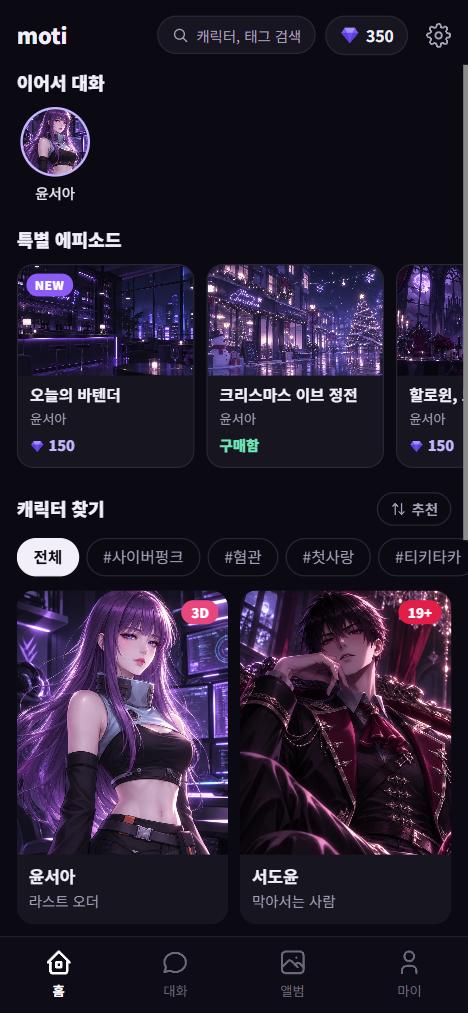 moti
캐릭터, 태그 검색
350
이어서 대화
윤서아
특별 에피소드
NEW
오늘의 바텐더
윤서아
150
크리스마스 이브 정전
윤서아
구매함
할로윈,
윤서아
150
캐릭터 찾기
추천
전체
#사이버펑크
#혐관
#첫사랑
#티키타카
3D
윤서아
라스트 오더
19+
서도윤
막아서는 사람
홈
대화
앨범
마이